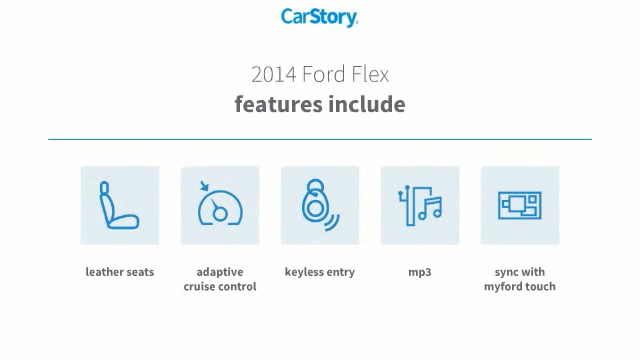 CarStory.
2014 Ford Flex
features include
leather seats
adaptive
cruise control
keyless entry
mp3
sync with
myford touch